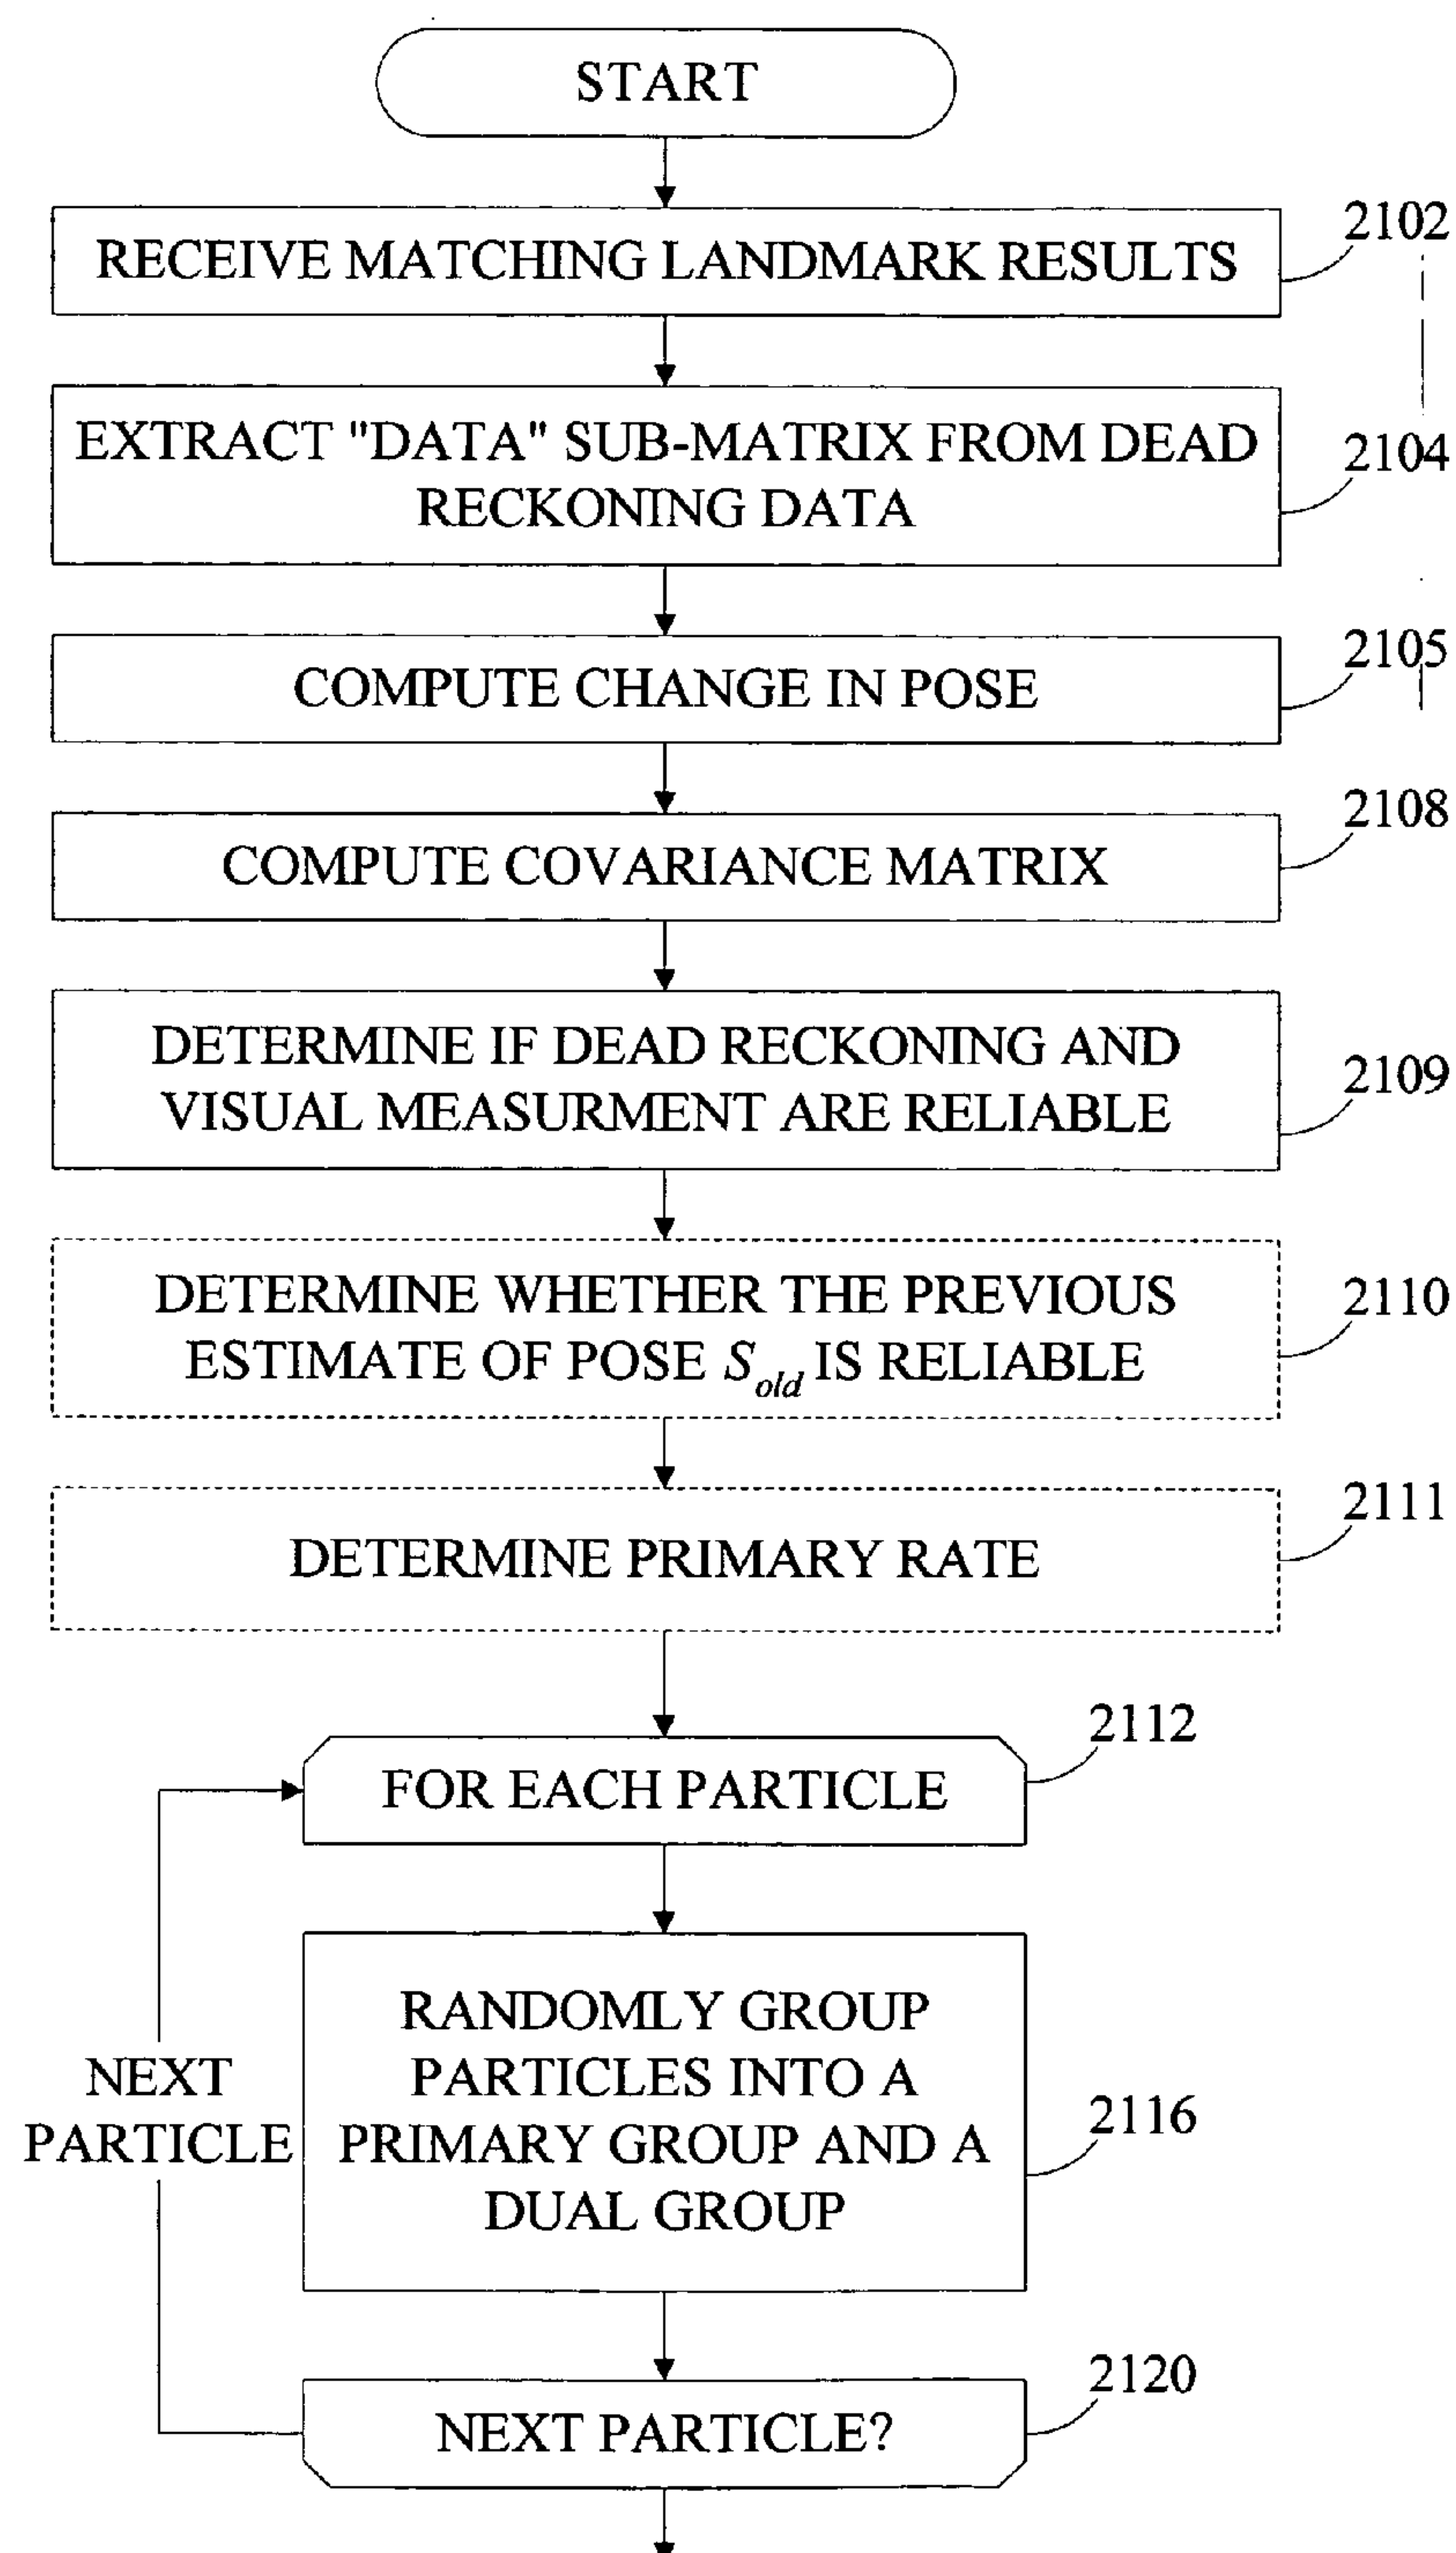 START
RECEIVE MATCHING LANDMARK RESULTS
2102
EXTRACT "DATA" SUB-MATRIX FROM DEAD
RECKONING DATA
2104
COMPUTE CHANGE IN POSE
2105
COMPUTE COVARIANCE MATRIX
2108
DETERMINE IF DEAD RECKONING AND
VISUAL MEASURMENT ARE RELIABLE
2109
DETERMINE WHETHER THE PREVIOUS
ESTIMATE OF POSE S_old IS RELIABLE
2110
DETERMINE PRIMARY RATE
2111
FOR EACH PARTICLE
2112
RANDOMLY GROUP
PARTICLES INTO A
PRIMARY GROUP AND A
DUAL GROUP
2116
NEXT
PARTICLE
NEXT PARTICLE?
2120